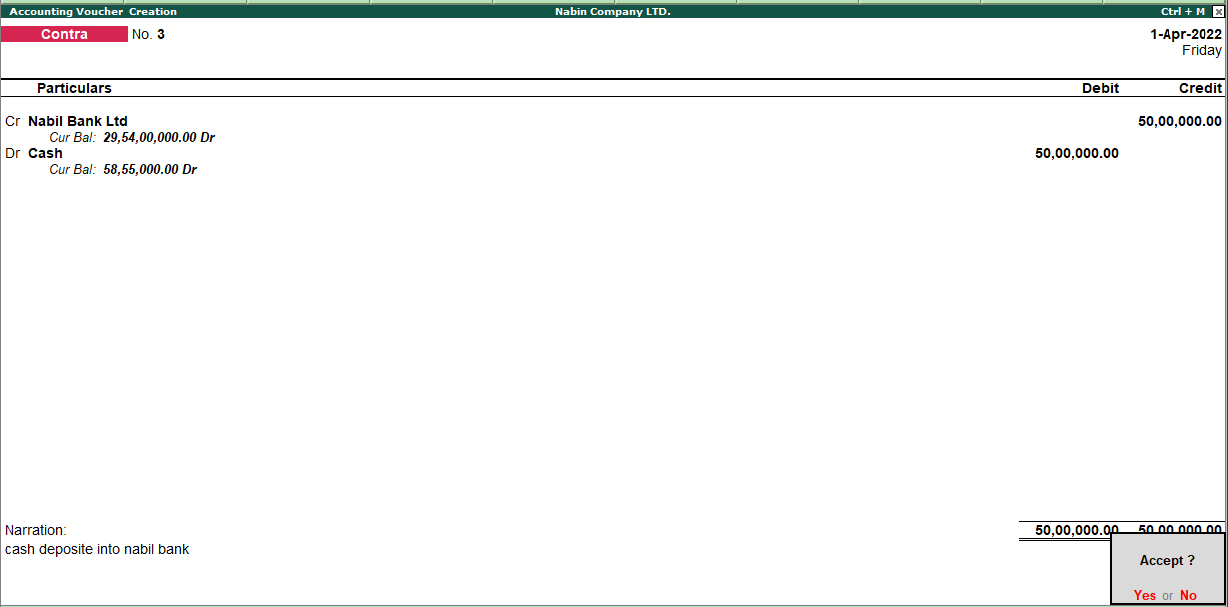 Accounting Voucher Creation Nabin Company LTD. Ctrl + M
Contra No. 3 1-Apr-2022
Friday
Particulars Debit Credit
Cr Nabil Bank Ltd 50,00,000.00
Cur Bal: 29,54,00,000.00 Dr
Dr Cash 50,00,000.00
Cur Bal: 58,55,000.00 Dr
Narration: 50,00,000.00 50,00,000.00
cash deposite into nabil bank
Accept ?
Yes or No